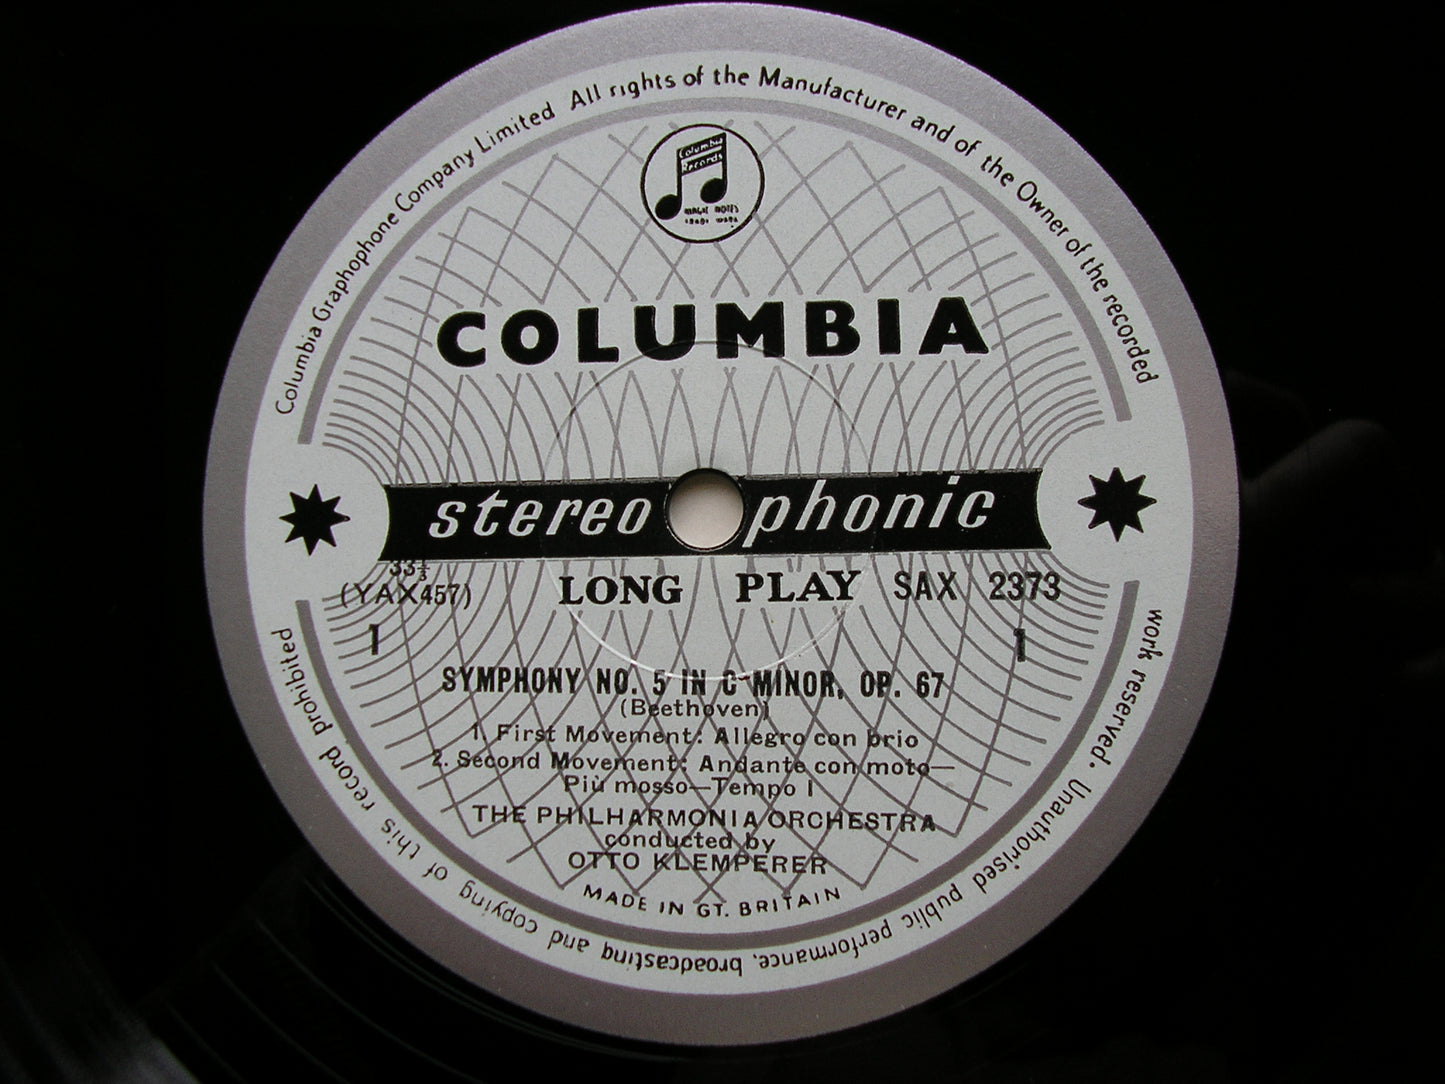 Columbia Graphophone Company Limited All rights of the Manufacturer and of the Owner of the recorded work reserved. Unauthorised public performance, broadcasting and copying of this record prohibited
Columbia
Records
MAGIC NOTES
COLUMBIA
stereo phonic
33⅓
(YAX457)
LONG PLAY SAX 2373
1 1
SYMPHONY NO. 5 IN C MINOR, OP. 67
(Beethoven)
1. First Movement: Allegro con brio
2. Second Movement: Andante con moto—
Più mosso—Tempo I
THE PHILHARMONIA ORCHESTRA
conducted by
OTTO KLEMPERER
MADE IN GT. BRITAIN